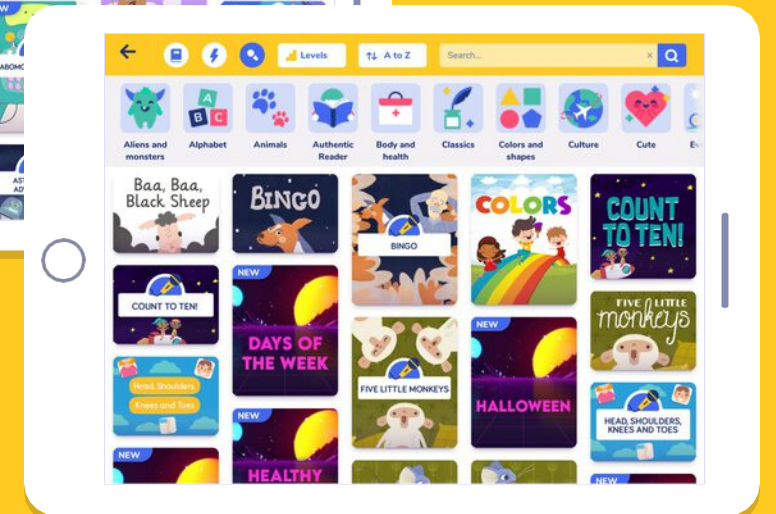 Levels
A to Z
Search...
Aliens and
monsters
Alphabet
Animals
Authentic
Reader
Body and
health
Classics
Colors and
shapes
Culture
Cute
A
B C
Baa, Baa,
Black Sheep
BINGO
BINGO
COLORS
COUNT
TO TEN!
COUNT TO TEN!
NEW
DAYS OF
THE WEEK
FIVE LITTLE MONKEYS
NEW
HALLOWEEN
FIVE LITTLE
monkeys
Head, Shoulders,
Knees and Toes
NEW
HEALTHY
HEAD, SHOULDERS,
KNEES AND TOES
NEW
NEW